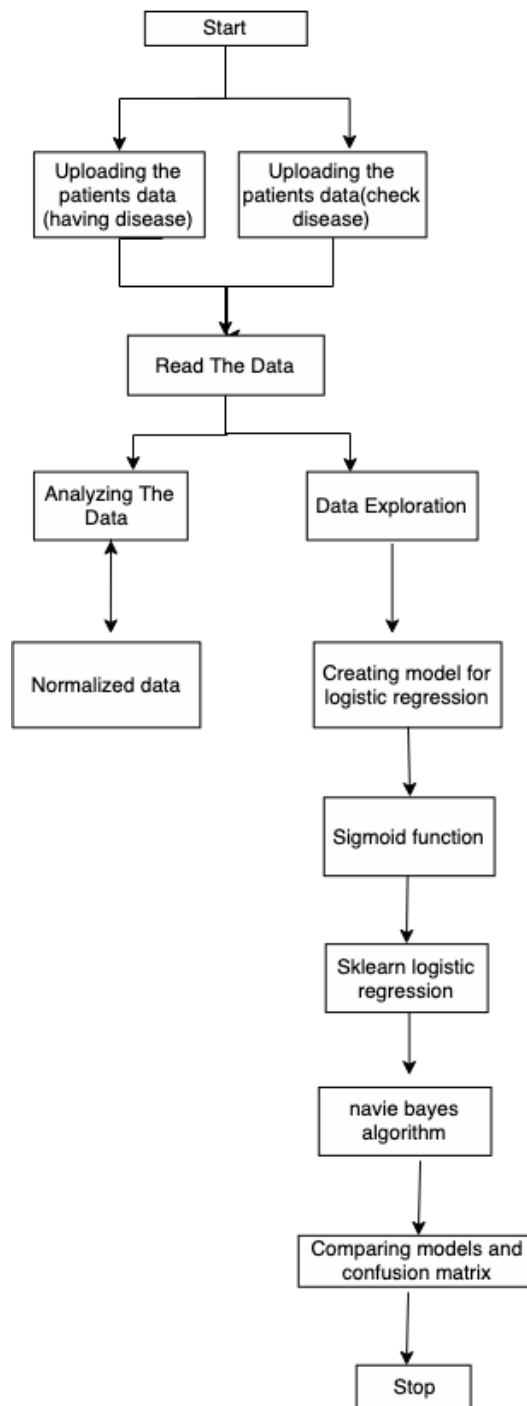 Start
Uploading the
patients data
(having disease)
Uploading the
patients data(check
disease)
Read The Data
Analyzing The
Data
Data Exploration
Normalized data
Creating model for
logistic regression
Sigmoid function
Sklearn logistic
regression
navie bayes
algorithm
Comparing models and
confusion matrix
Stop